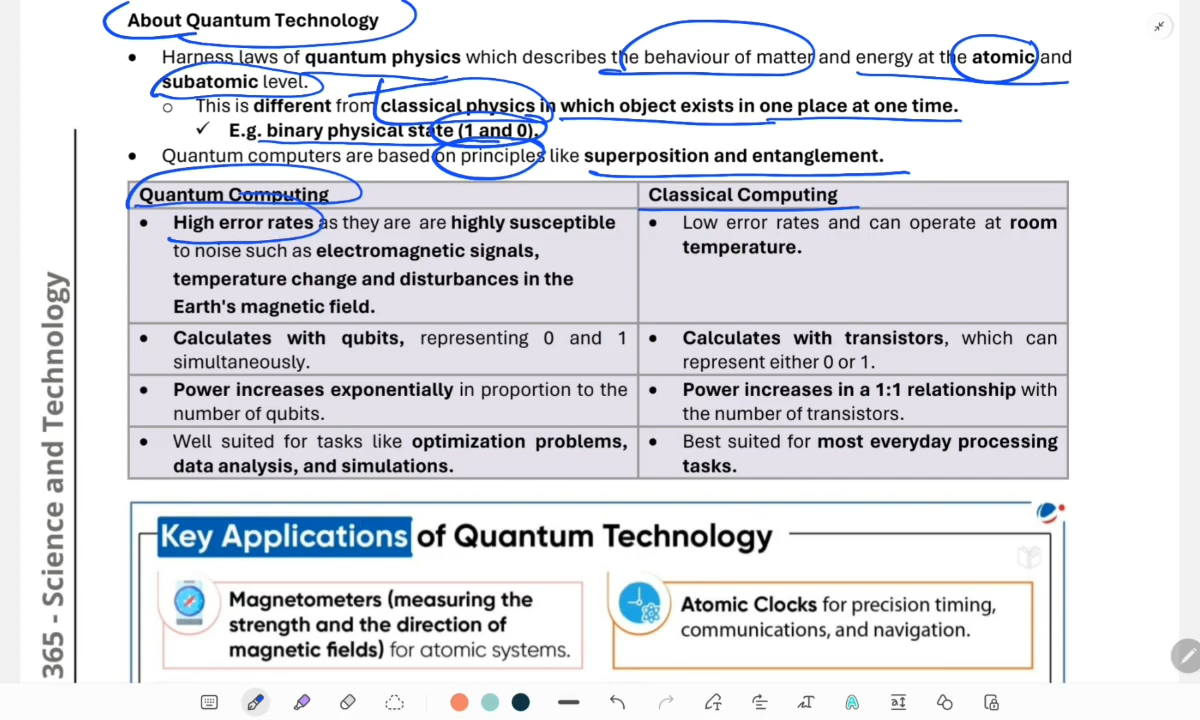 About Quantum Technology
• Harness laws of quantum physics which describes the behaviour of matter and energy at the atomic and
subatomic level.
o This is different from classical physics in which object exists in one place at one time.
✓ E.g. binary physical state (1 and 0).
• Quantum computers are based on principles like superposition and entanglement.
Quantum Computing
Classical Computing
• High error rates as they are are highly susceptible
to noise such as electromagnetic signals,
temperature change and disturbances in the
Earth's magnetic field.
• Low error rates and can operate at room
temperature.
• Calculates with qubits, representing 0 and 1
simultaneously.
• Calculates with transistors, which can
represent either 0 or 1.
• Power increases exponentially in proportion to the
number of qubits.
• Power increases in a 1:1 relationship with
the number of transistors.
• Well suited for tasks like optimization problems,
data analysis, and simulations.
• Best suited for most everyday processing
tasks.
365 - Science and Technology
Key Applications of Quantum Technology
Magnetometers (measuring the
strength and the direction of
magnetic fields) for atomic systems.
Atomic Clocks for precision timing,
communications, and navigation.